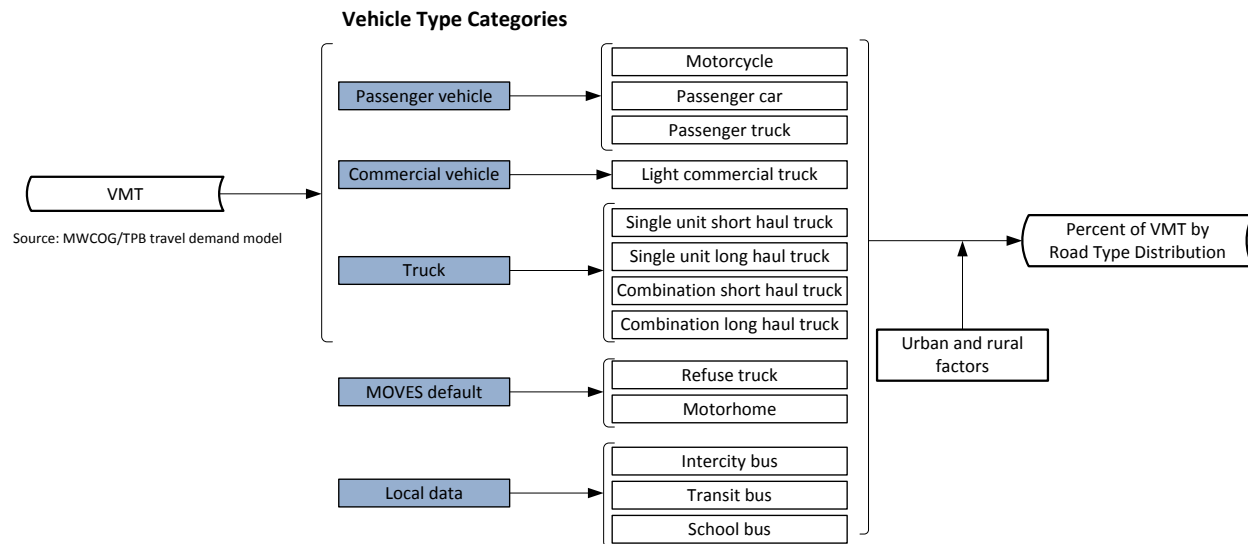 Vehicle Type Categories
VMT
Source: MWCOG/TPB travel demand model
Passenger vehicle
Motorcycle
Passenger car
Passenger truck
Commercial vehicle
Light commercial truck
Truck
Single unit short haul truck
Single unit long haul truck
Combination short haul truck
Combination long haul truck
MOVES default
Refuse truck
Motorhome
Local data
Intercity bus
Transit bus
School bus
Urban and rural
factors
Percent of VMT by
Road Type Distribution